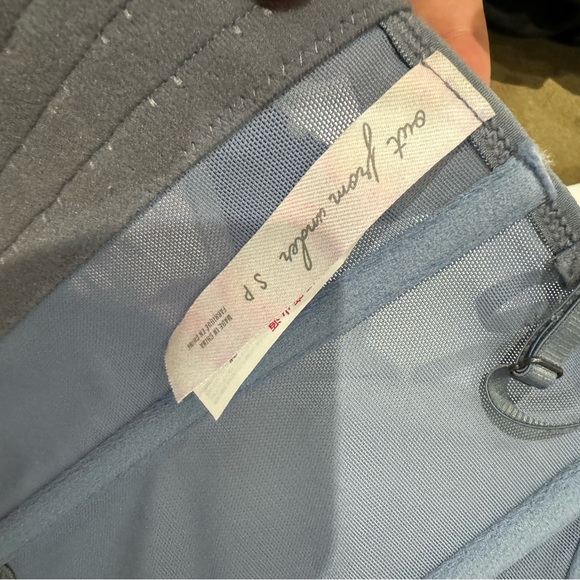 out from under
S P
MADE IN CHINA
FABRIQUÉ EN CHINE